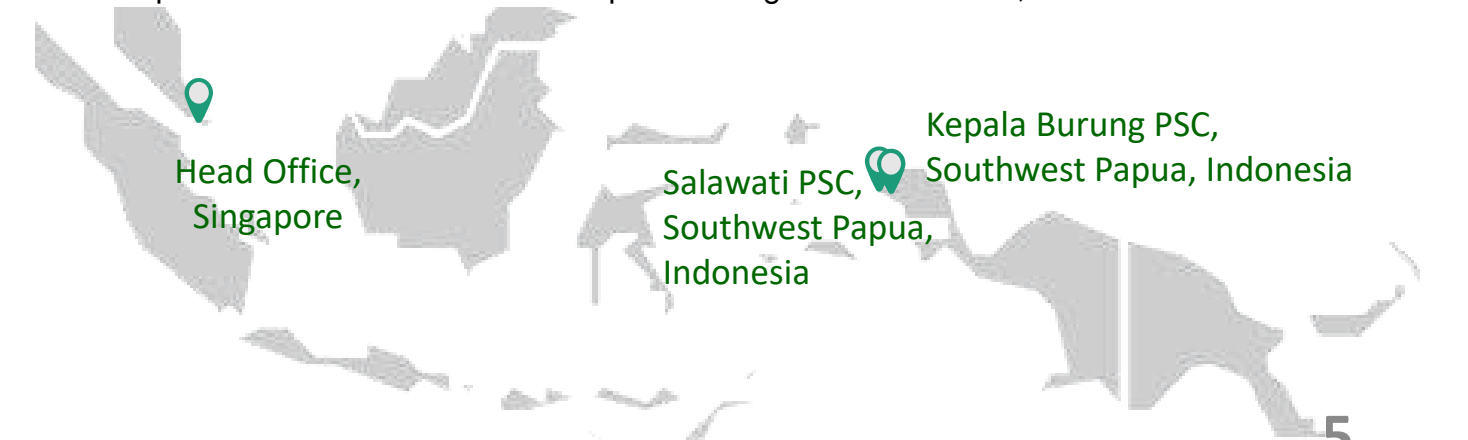 Head Office,
Singapore
Salawati PSC,
Southwest Papua,
Indonesia
Kepala Burung PSC,
Southwest Papua, Indonesia
5